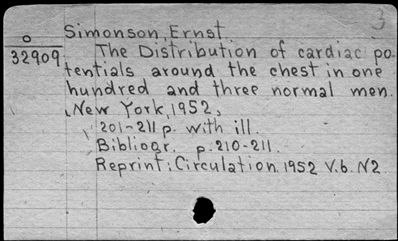 3
Simonson, Ernst
0
32909
The Distribution of cardiac po-
tentials around the chest in one
hundred and three normal men.
New York, 1952,
201-211 p. with ill.
Bibliogr. p. 210-211.
Reprint: Circulation. 1952 V.6. N2